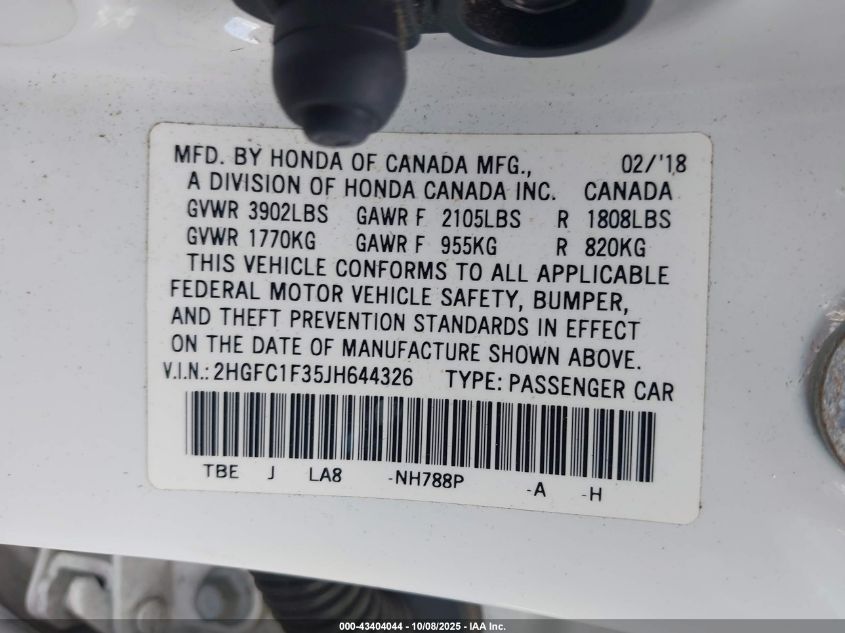 MFD. BY HONDA OF CANADA MFG., 02/'18
A DIVISION OF HONDA CANADA INC. CANADA
GVWR 3902LBS GAWR F 2105LBS R 1808LBS
GVWR 1770KG GAWR F 955KG R 820KG
THIS VEHICLE CONFORMS TO ALL APPLICABLE
FEDERAL MOTOR VEHICLE SAFETY, BUMPER,
AND THEFT PREVENTION STANDARDS IN EFFECT
ON THE DATE OF MANUFACTURE SHOWN ABOVE.
V.I.N.: 2HGFC1F35JH644326 TYPE: PASSENGER CAR
TBE J LA8 -NH788P -A -H
000-43404044 - 10/08/2025 - IAA Inc.